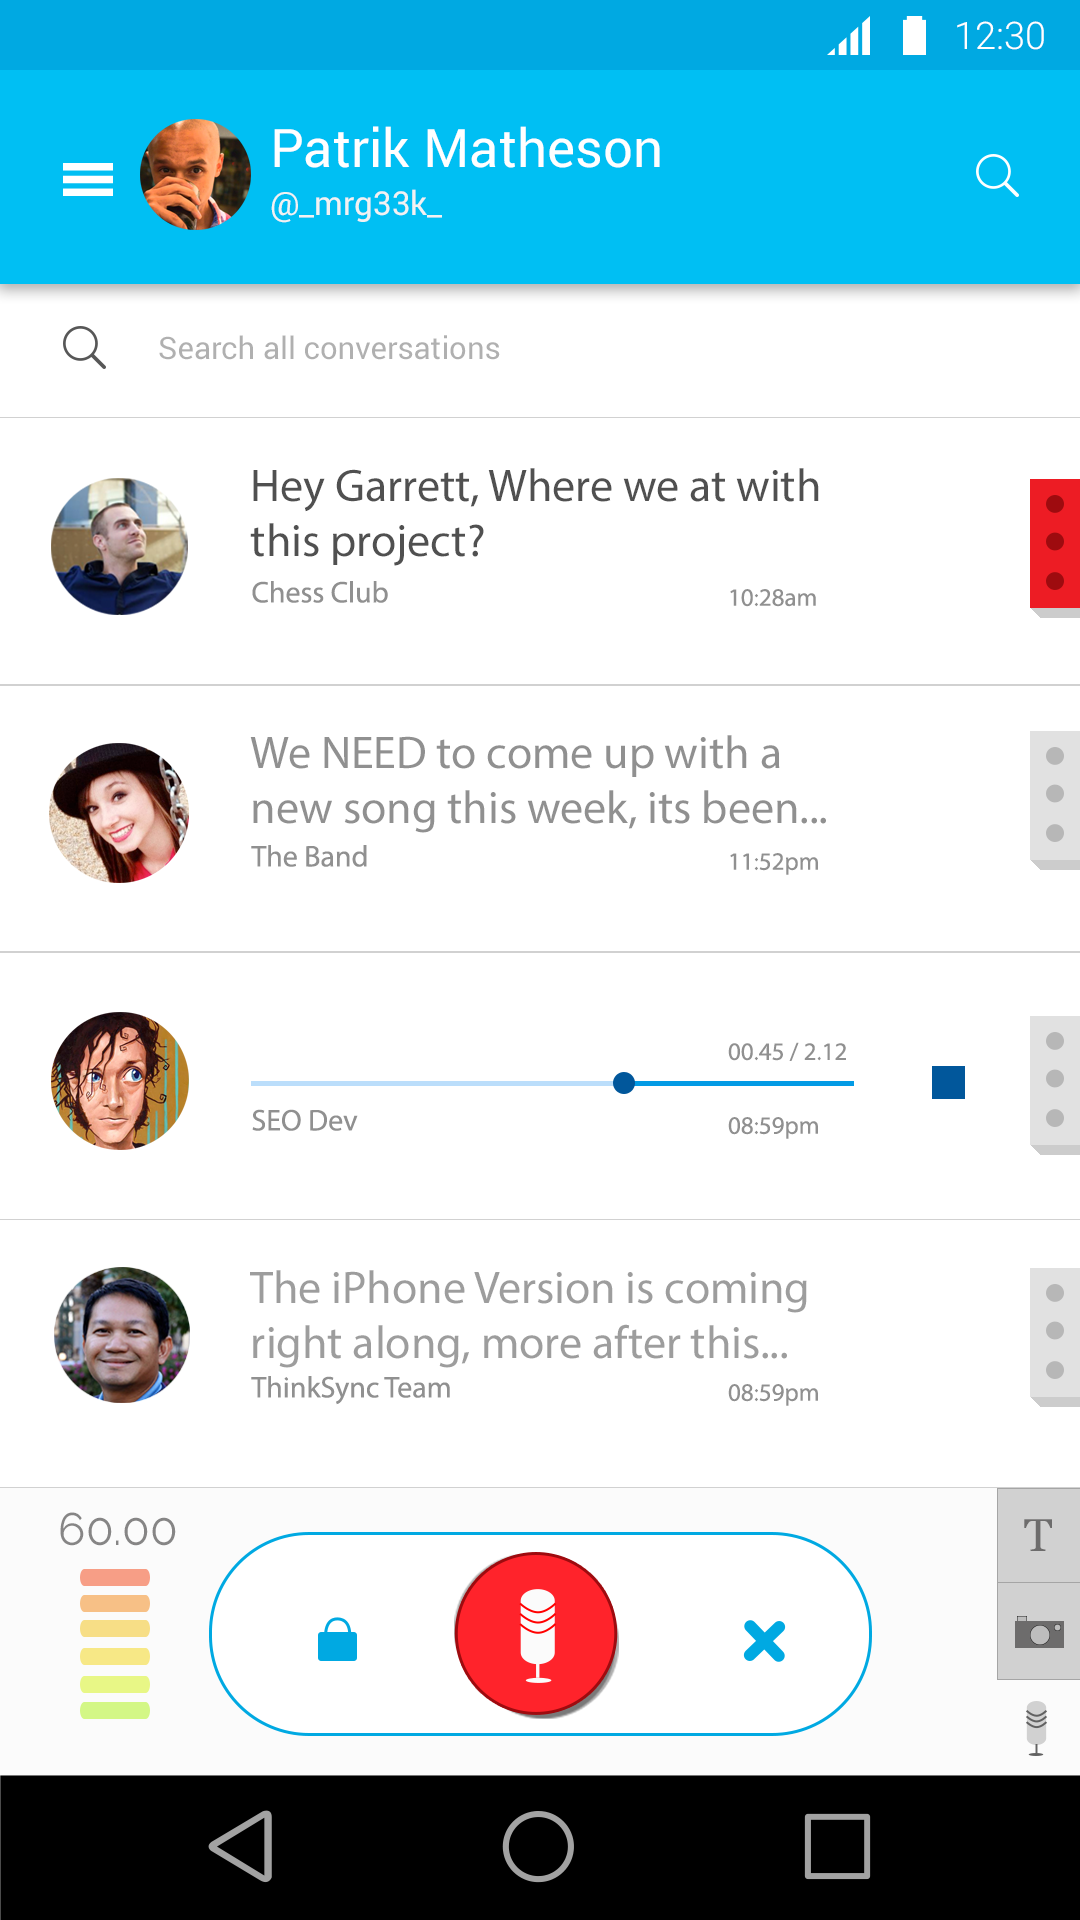 12:30
Patrik Matheson
@_mrg33k_
Search all conversations
Hey Garrett, Where we at with
this project?
Chess Club
10:28am
We NEED to come up with a
new song this week, its been...
The Band
11:52pm
00.45 / 2.12
SEO Dev
08:59pm
The iPhone Version is coming
right along, more after this...
ThinkSync Team
08:59pm
60.00
T